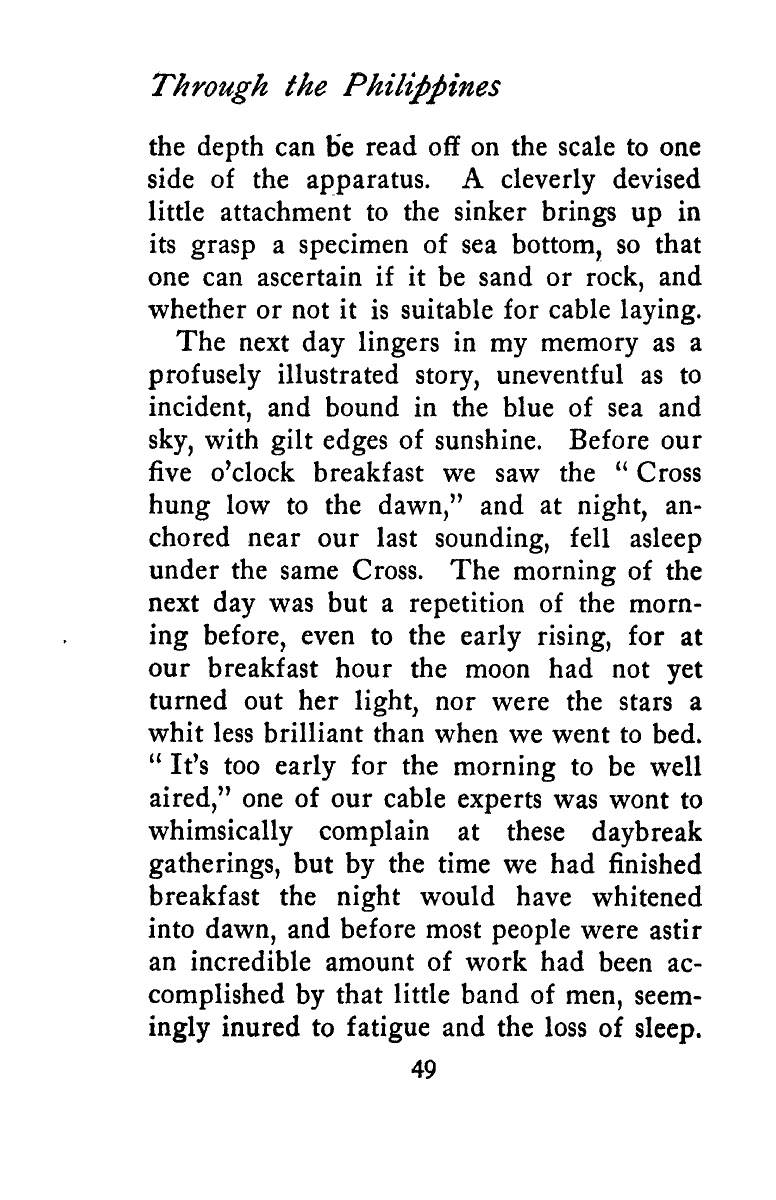 Through the Philippines
the depth can be read off on the scale to one
side of the apparatus. A cleverly devised
little attachment to the sinker brings up in
its grasp a specimen of sea bottom, so that
one can ascertain if it be sand or rock, and
whether or not it is suitable for cable laying.
The next day lingers in my memory as a
profusely illustrated story, uneventful as to
incident, and bound in the blue of sea and
sky, with gilt edges of sunshine. Before our
five o'clock breakfast we saw the “ Cross
hung low to the dawn,” and at night, an-
chored near our last sounding, fell asleep
under the same Cross. The morning of the
next day was but a repetition of the morn-
ing before, even to the early rising, for at
our breakfast hour the moon had not yet
turned out her light, nor were the stars a
whit less brilliant than when we went to bed.
“ It's too early for the morning to be well
aired,” one of our cable experts was wont to
whimsically complain at these daybreak
gatherings, but by the time we had finished
breakfast the night would have whitened
into dawn, and before most people were astir
an incredible amount of work had been ac-
complished by that little band of men, seem-
ingly inured to fatigue and the loss of sleep.
49